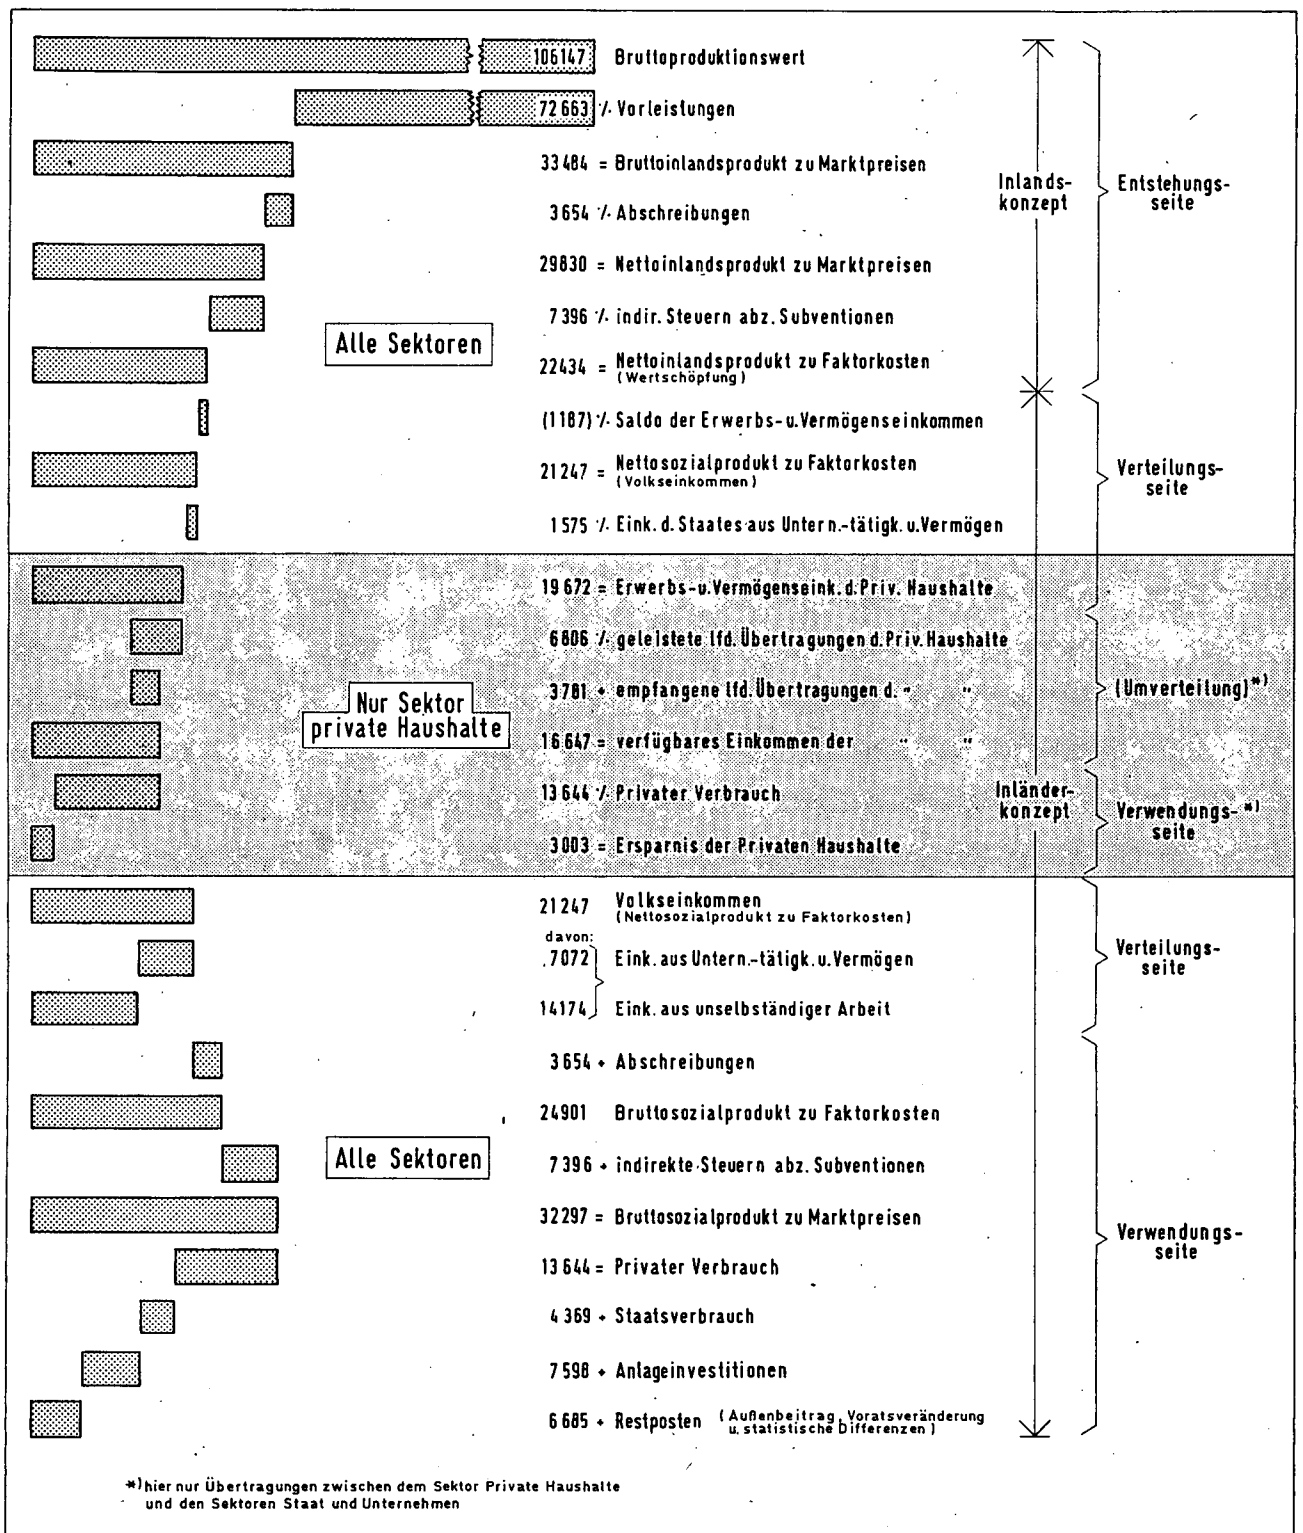 106147 Bruttoproduktionswert
72663 ⁒ Vorleistungen
33484 = Bruttoinlandsprodukt zu Marktpreisen
3654 ⁒ Abschreibungen
29830 = Nettoinlandsprodukt zu Marktpreisen
7396 ⁒ indir. Steuern abz. Subventionen
22434 = Nettoinlandsprodukt zu Faktorkosten
(Wertschöpfung)
(1187) ⁒ Saldo der Erwerbs-u.Vermögenseinkommen
21247 = Nettosozialprodukt zu Faktorkosten
(Volkseinkommen)
1575 ⁒ Eink.d.Staates aus Untern.-tätigk.u.Vermögen
Alle Sektoren
Inlands-
konzept
Entstehungs-
seite
Verteilungs-
seite
19672 = Erwerbs-u.Vermögenseink.d.Priv. Haushalte
6806 ⁒ geleistete lfd.Übertragungen d.Priv.Haushalte
3781 + empfangene lfd.Übertragungen d. " "
16647 = verfügbares Einkommen der " "
13644 ⁒ Privater Verbrauch
3003 = Ersparnis der Privaten Haushalte
Nur Sektor
private Haushalte
Inländer-
konzept
(Umverteilung)*)
Verwendungs-*)
seite
21247 Volkseinkommen
(Nettosozialprodukt zu Faktorkosten)
davon:
7072 Eink.aus Untern.-tätigk.u.Vermögen
14174 Eink.aus unselbständiger Arbeit
3654 + Abschreibungen
24901 Bruttosozialprodukt zu Faktorkosten
7396 + indirekte Steuern abz. Subventionen
32297 = Bruttosozialprodukt zu Marktpreisen
13644 = Privater Verbrauch
4369 + Staatsverbrauch
7598 + Anlageinvestitionen
6685 + Restposten (Außenbeitrag, Voratsveränderung
u. statistische Differenzen)
Alle Sektoren
Verteilungs-
seite
Verwendungs-
seite
*) hier nur Übertragungen zwischen dem Sektor Private Haushalte
und den Sektoren Staat und Unternehmen